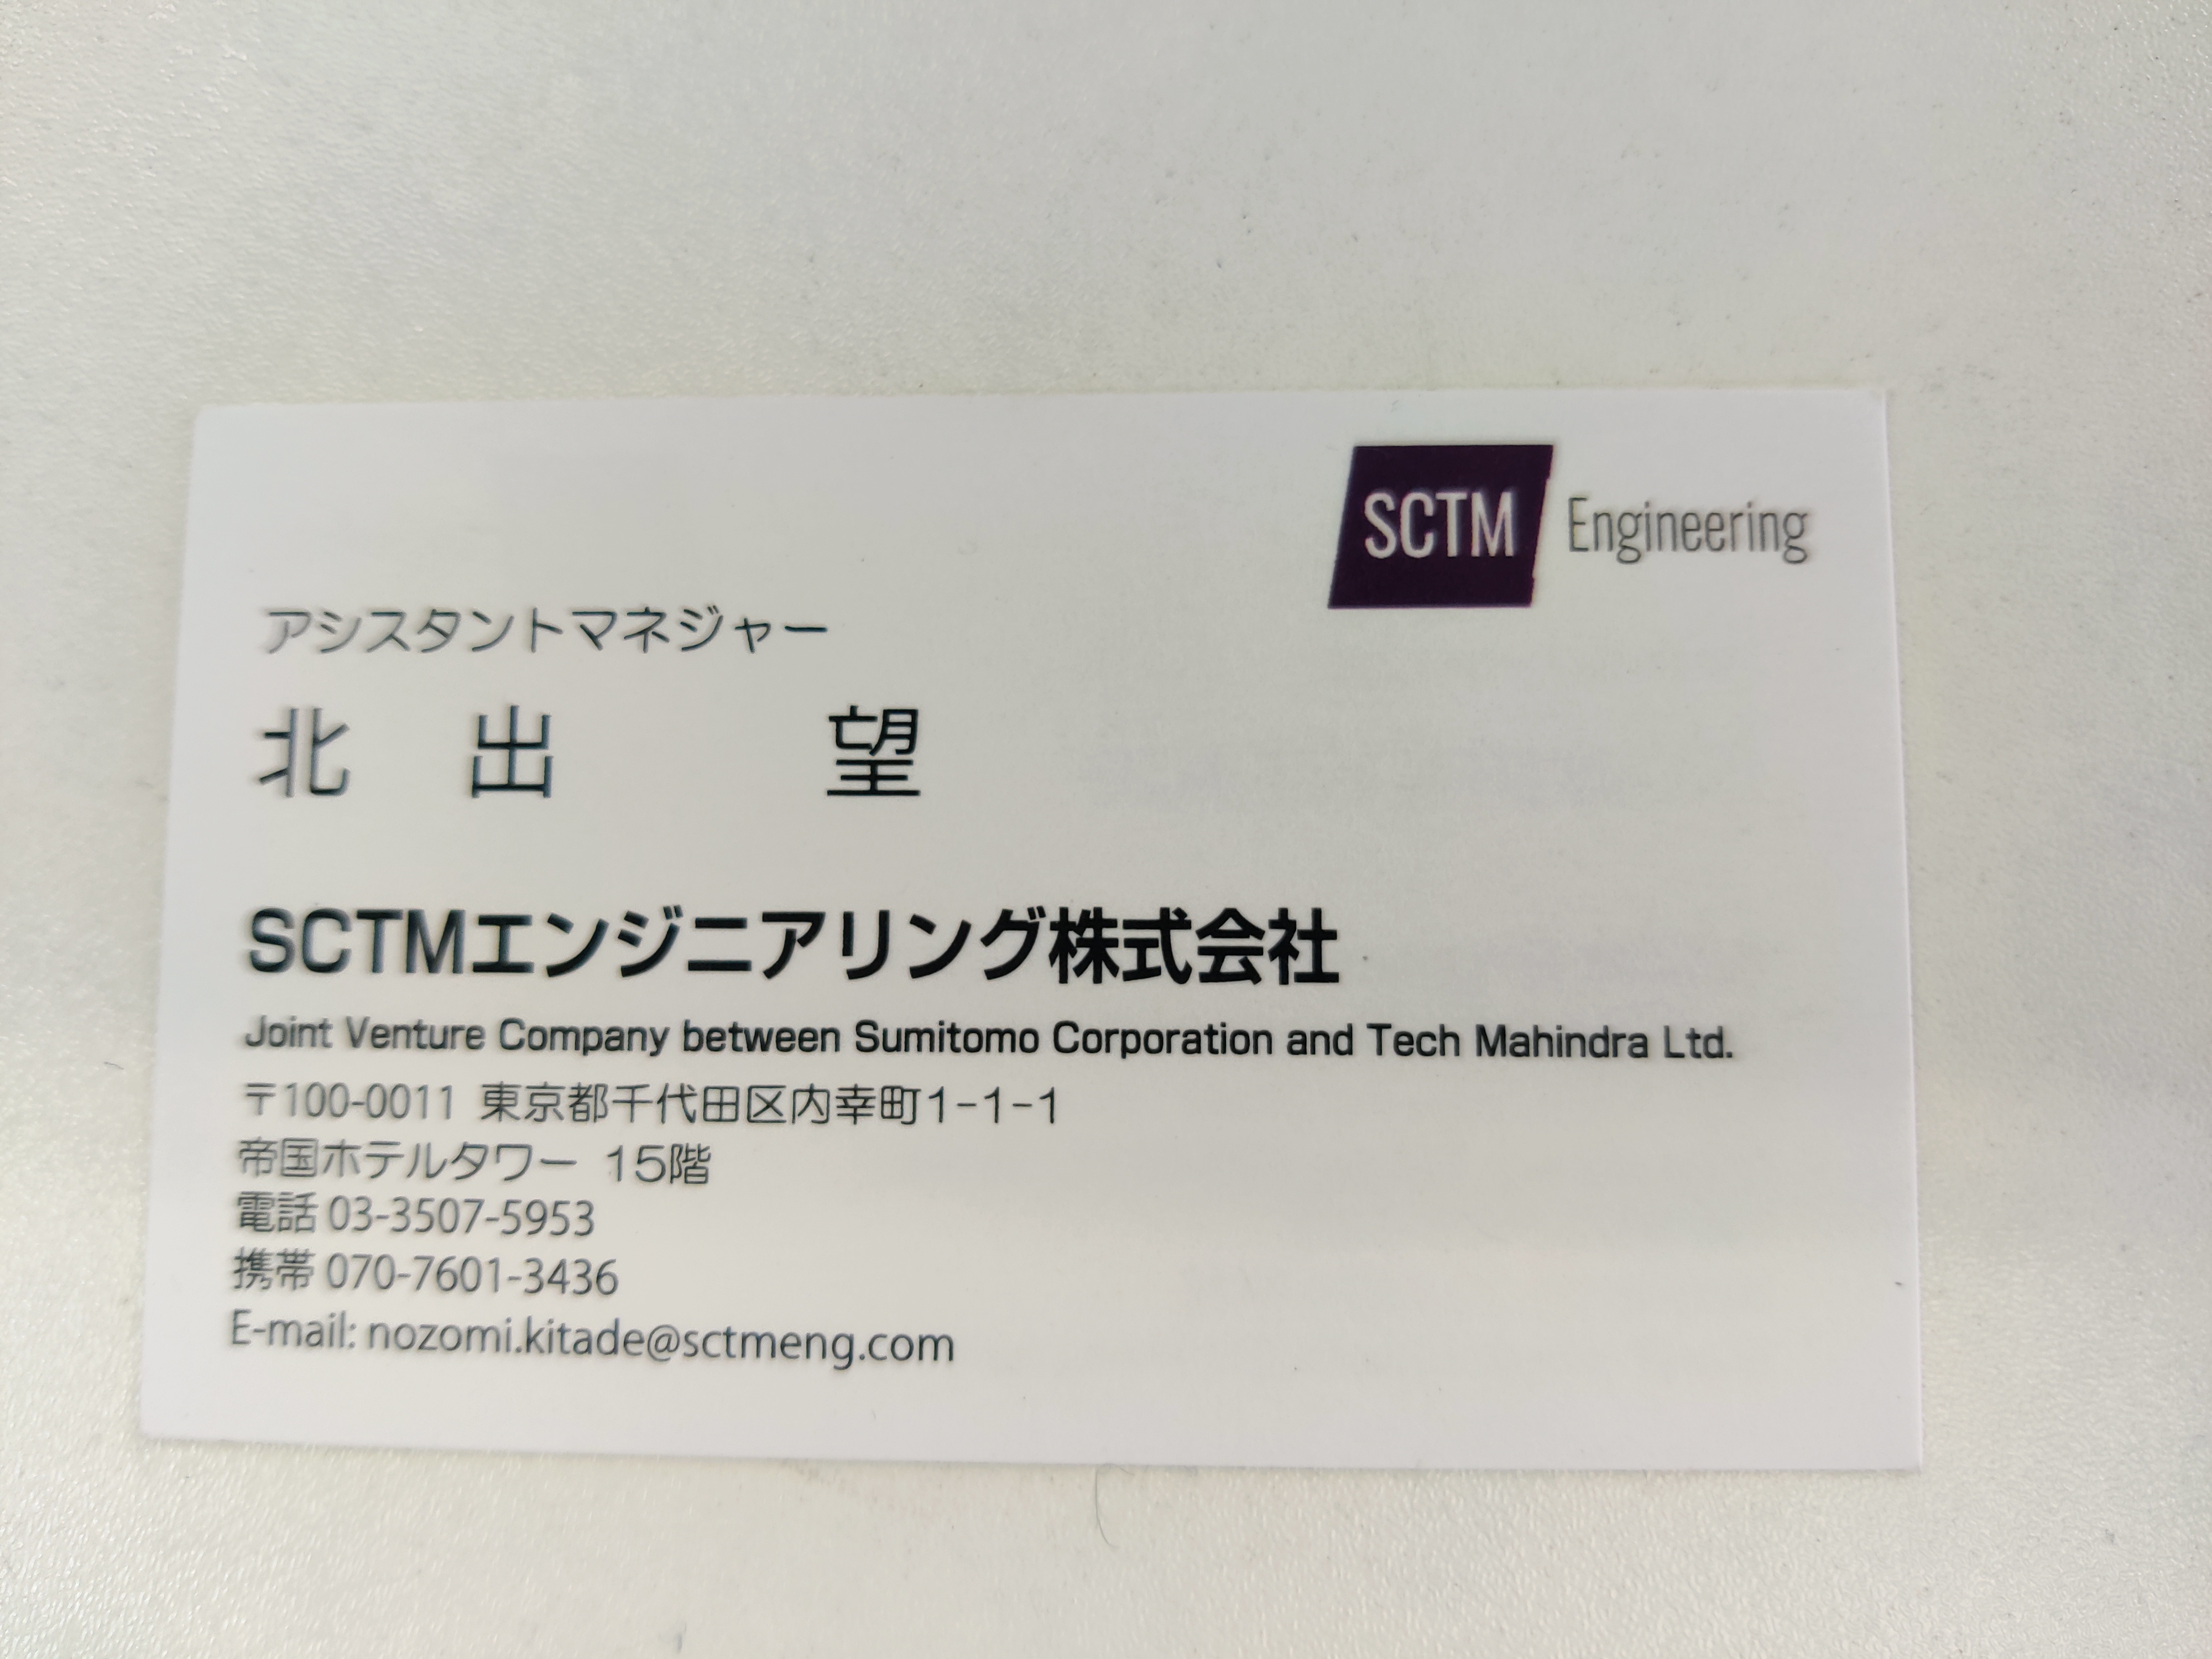 SCTM Engineering
アシスタントマネジャー
北 出 望
SCTMエンジニアリング株式会社
Joint Venture Company between Sumitomo Corporation and Tech Mahindra Ltd.
〒100-0011 東京都千代田区内幸町1-1-1
帝国ホテルタワー 15階
電話 03-3507-5953
携帯 070-7601-3436
E-mail: nozomi.kitade@sctmeng.com